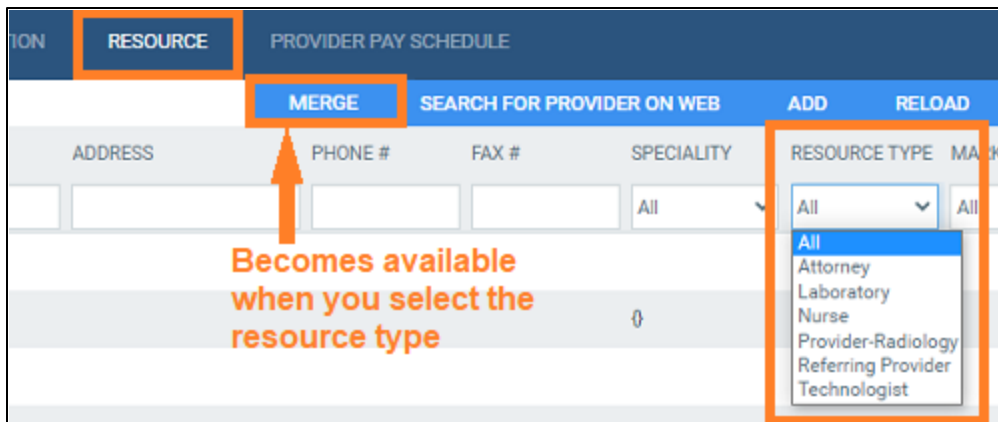 TION RESOURCE PROVIDER PAY SCHEDULE
MERGE SEARCH FOR PROVIDER ON WEB ADD RELOAD
ADDRESS PHONE # FAX # SPECIALITY RESOURCE TYPE MARK
All All All
All
Attorney
Laboratory
Nurse
Provider-Radiology
Referring Provider
Technologist
Becomes available
when you select the
resource type
{}